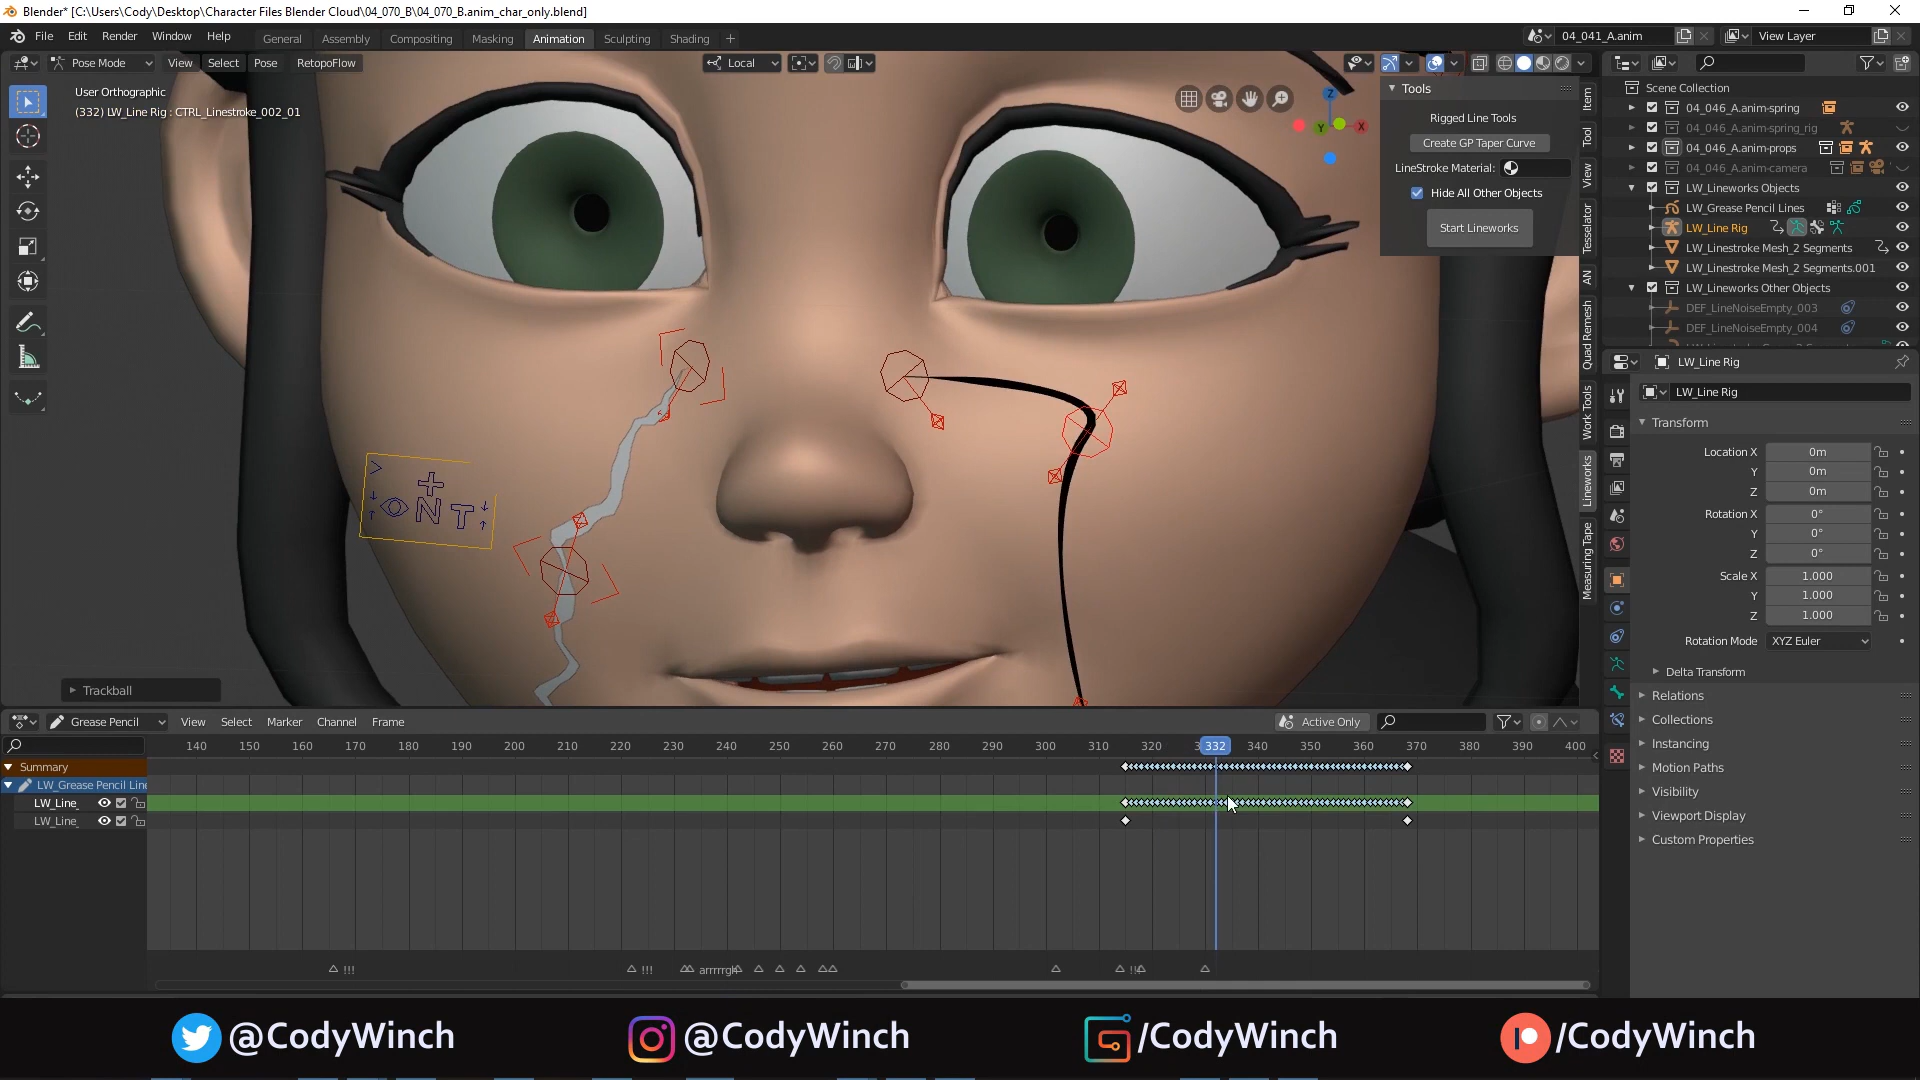 Blender* [C:\Users\Cody\Desktop\Character Files Blender Cloud\04_070_B\04_070_B.anim_char_only.blend]
File Edit Render Window Help General Assembly Compositing Masking Animation Sculpting Shading +
04_041_A.anim View Layer
Pose Mode View Select Pose RetopoFlow Local
User Orthographic
(332) LW_Line Rig : CTRL_Linestroke_002_01
Z
Y
X
Tools
Rigged Line Tools
Create GP Taper Curve
LineStroke Material:
Hide All Other Objects
Start Lineworks
Item
Tool
View
Tesselator
AN
Quad Remesh
Work Tools
Lineworks
Measuring Tape
N T
Trackball
Scene Collection
04_046_A.anim-spring
04_046_A.anim-spring_rig
04_046_A.anim-props
04_046_A.anim-camera
LW_Lineworks Objects
LW_Grease Pencil Lines
LW_Line Rig
LW_Linestroke Mesh_2 Segments
LW_Linestroke Mesh_2 Segments.001
LW_Lineworks Other Objects
DEF_LineNoiseEmpty_003
DEF_LineNoiseEmpty_004
LW_Line Rig
LW_Line Rig
Transform
Location X 0m
Y 0m
Z 0m
Rotation X 0°
Y 0°
Z 0°
Scale X 1.000
Y 1.000
Z 1.000
Rotation Mode XYZ Euler
Delta Transform
Relations
Collections
Instancing
Motion Paths
Visibility
Viewport Display
Custom Properties
Grease Pencil View Select Marker Channel Frame Active Only
140 150 160 170 180 190 200 210 220 230 240 250 260 270 280 290 300 310 320 332 340 350 360 370 380 390 400
Summary
LW_Grease Pencil Line
LW_Line_
LW_Line_
!!! !!! arrrrrgh
@CodyWinch @CodyWinch /CodyWinch /CodyWinch